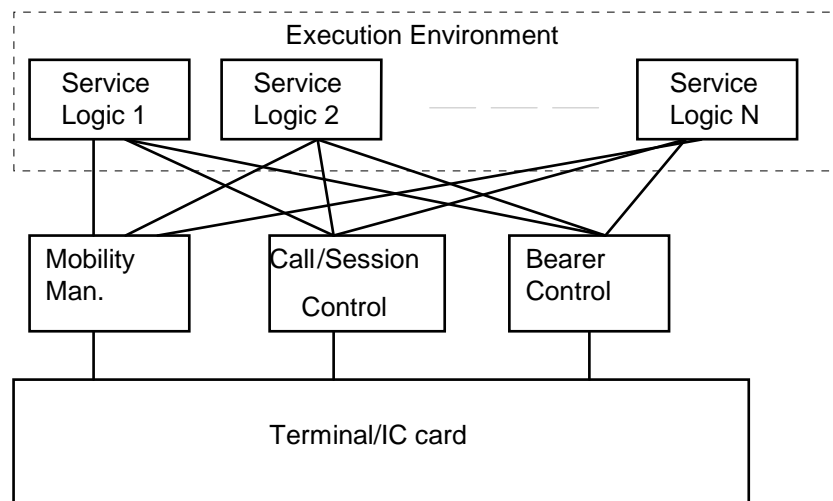 Execution Environment
Service
Logic 1
Service
Logic 2
Service
Logic N
Mobility
Man.
Call/Session
Control
Bearer
Control
Terminal/IC card